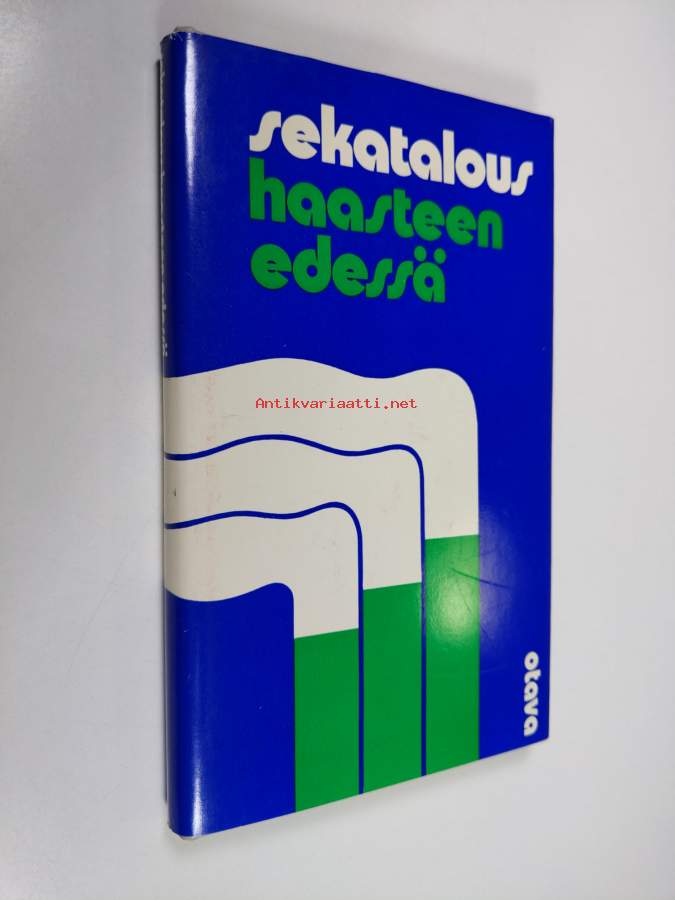 sekatalous
haasteen
edessä
Antikvariaatti.net
otava